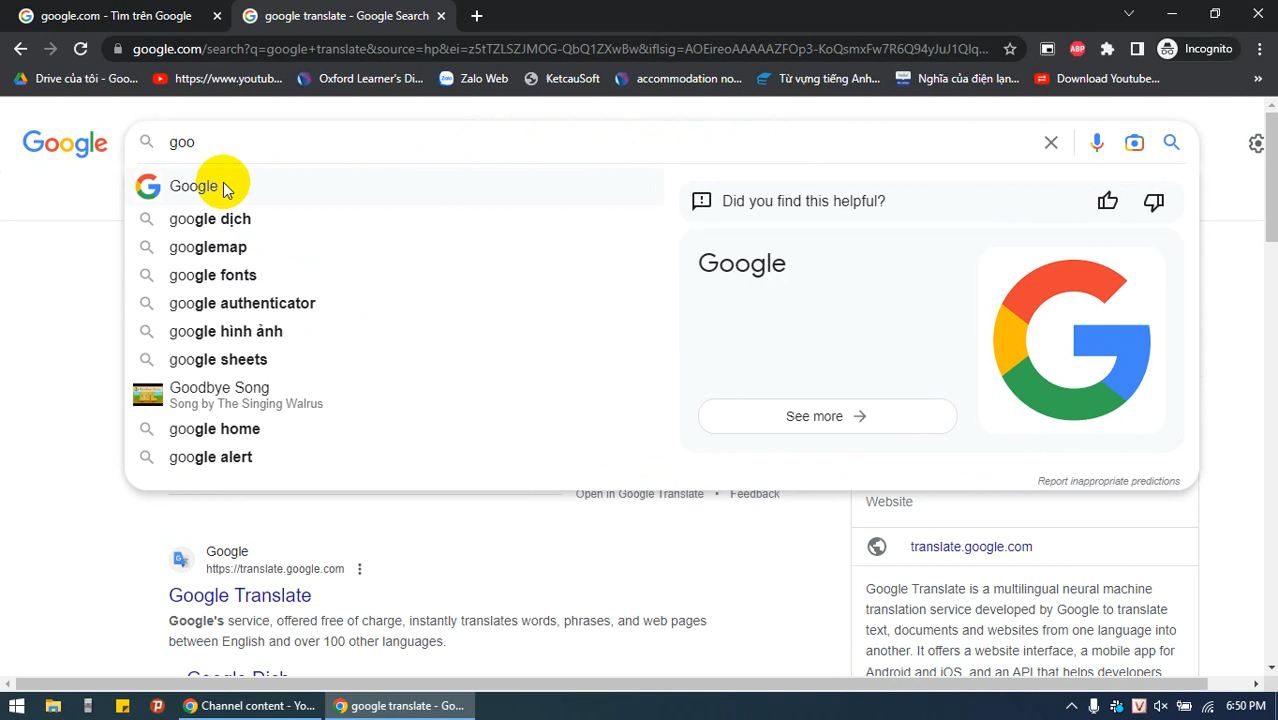 google.com - Tìm trên Google
google translate - Google Search
google.com/search?q=google+translate&source=hp&ei=z5tTZLSZJMOG-QbQ1ZXwBw&iflsig=AOEireoAAAAAZFOp3-KoQsmxFw7R6Q94yJuJ1QIq...
ABP
Incognito
Drive của tôi - Goo...
https://www.youtub...
Oxford Learner's Di...
Zalo Web
KetcauSoft
accommodation no...
Từ vựng tiếng Anh...
Nghĩa của điện lạn...
Download Youtube...
»
Google
goo
Google
google dịch
googlemap
google fonts
google authenticator
google hình ảnh
google sheets
Goodbye Song
Song by The Singing Walrus
google home
google alert
Did you find this helpful?
Google
See more →
Report inappropriate predictions
Open in Google Translate • Feedback
Website
translate.google.com
Google
https://translate.google.com
Google Translate
Google's service, offered free of charge, instantly translates words, phrases, and web pages
between English and over 100 other languages.
Google Dịch
Google Translate is a multilingual neural machine
translation service developed by Google to translate
text, documents and websites from one language into
another. It offers a website interface, a mobile app for
Android and iOS, and an API that helps developers
Channel content - Yo...
google translate - Go...
6:50 PM